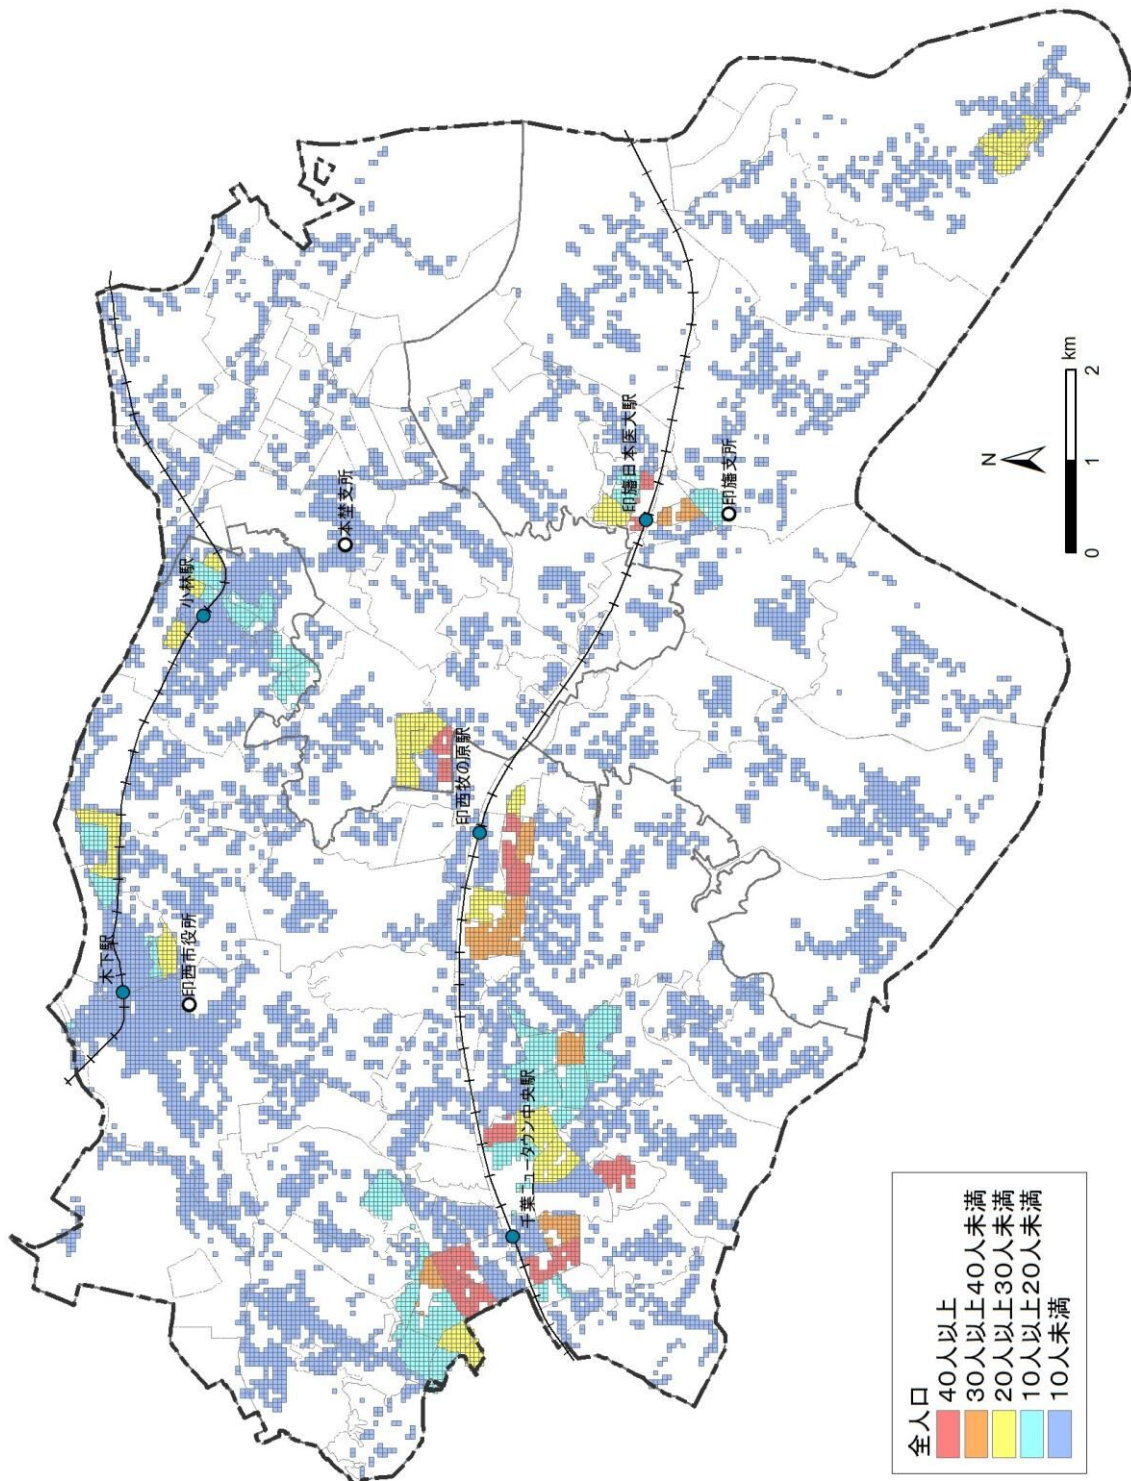 木下駅
印西市役所
小林駅
本埜支所
印西牧の原駅
千葉ニュータウン中央駅
印旛日本医大駅
印旛支所
N
0 1 2 km
全人口
40人以上
30人以上40人未満
20人以上30人未満
10人以上20人未満
10人未満